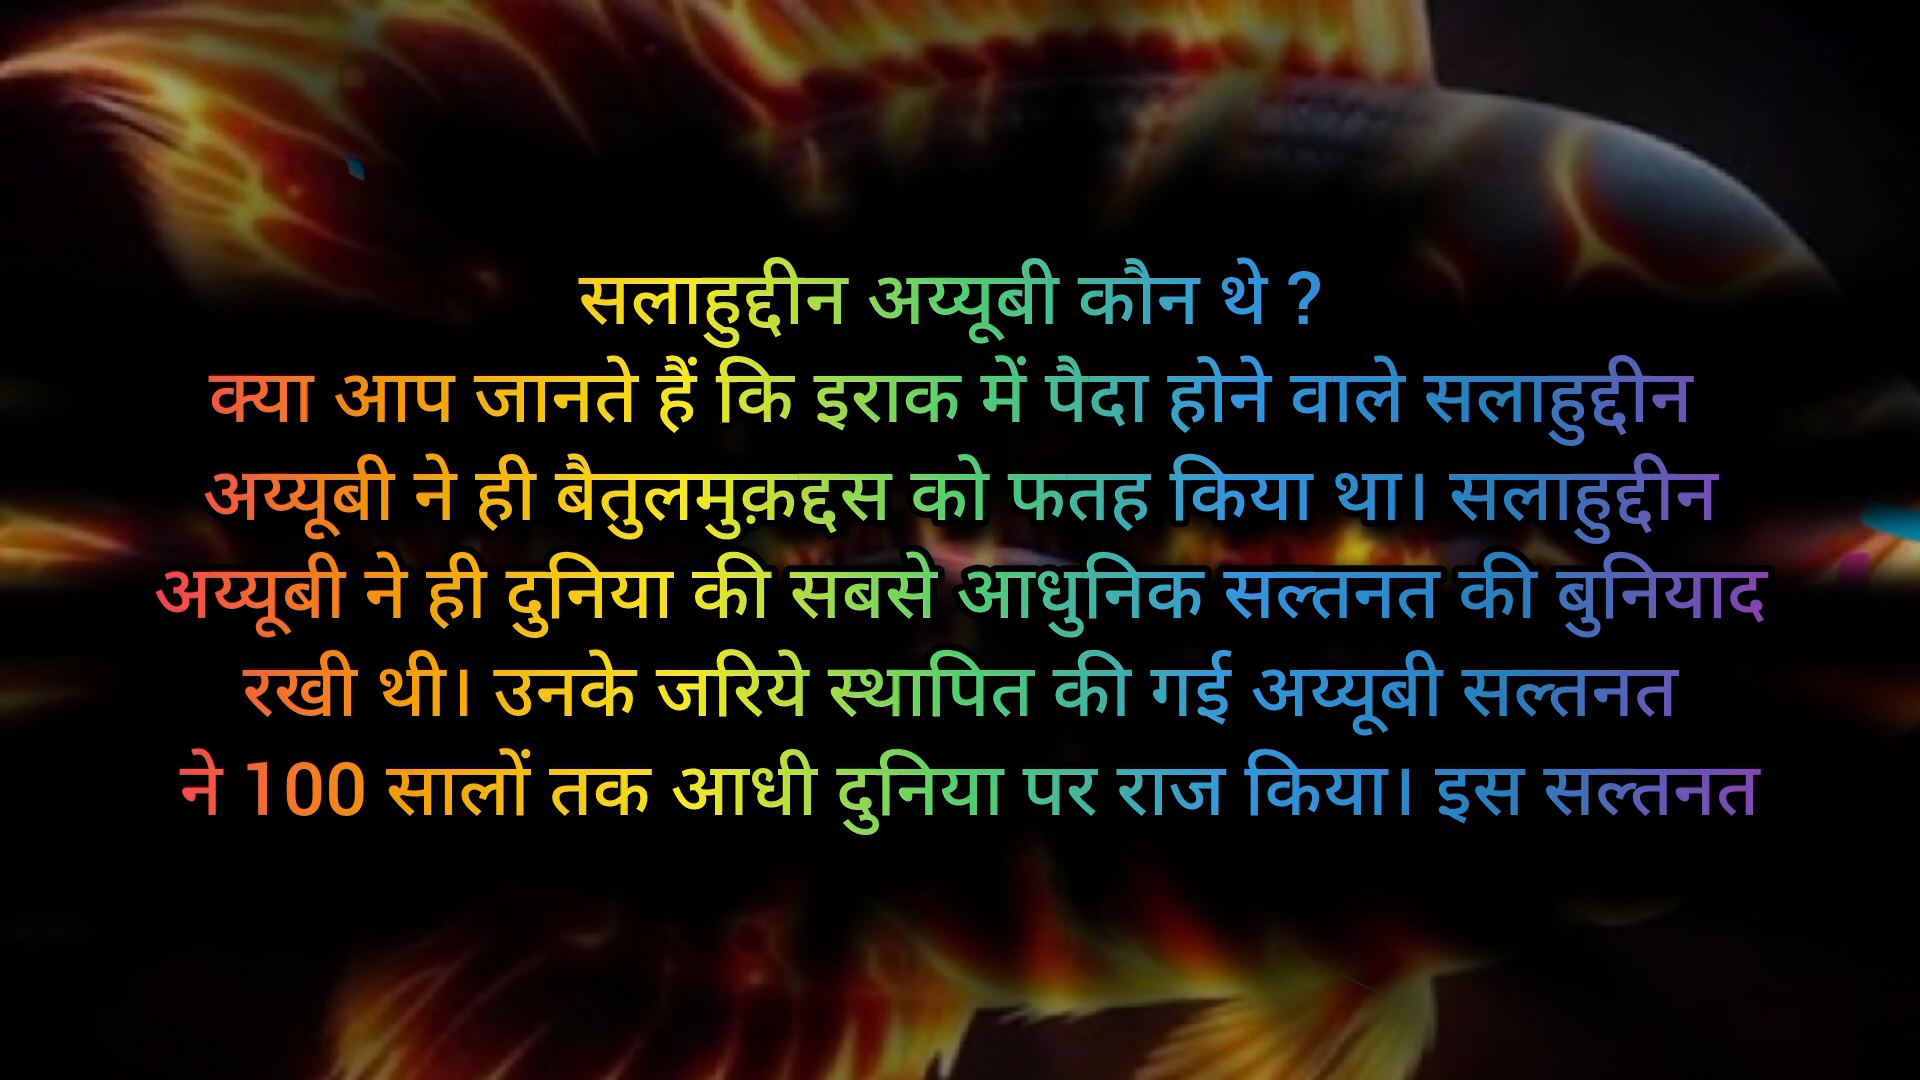 सलाहुद्दीन अय्यूबी कौन थे ?
क्या आप जानते हैं कि इराक में पैदा होने वाले सलाहुद्दीन
अय्यूबी ने ही बैतुलमुक़द्दस को फतह किया था। सलाहुद्दीन
अय्यूबी ने ही दुनिया की सबसे आधुनिक सल्तनत की बुनियाद
रखी थी। उनके जरिये स्थापित की गई अय्यूबी सल्तनत
ने 100 सालों तक आधी दुनिया पर राज किया। इस सल्तनत